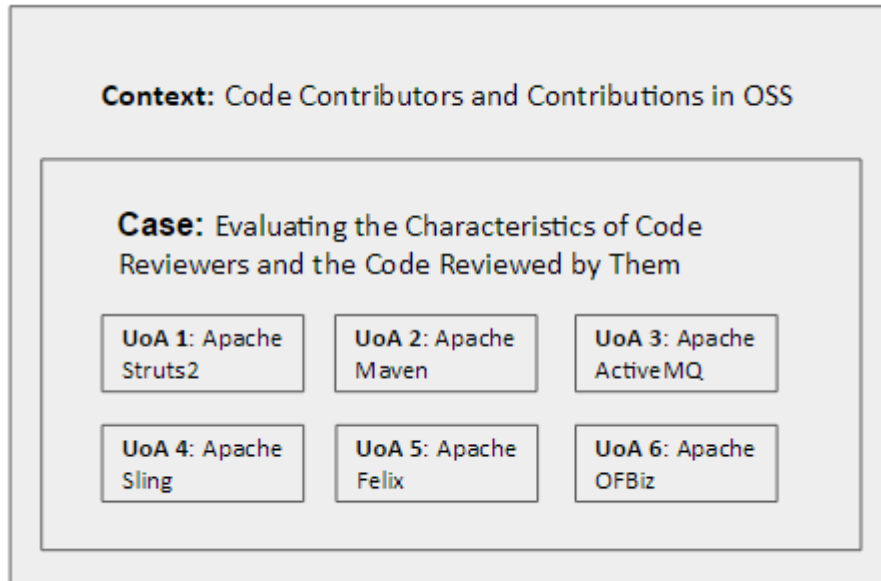 Context: Code Contributors and Contributions in OSS
Case: Evaluating the Characteristics of Code
Reviewers and the Code Reviewed by Them
UoA 1: Apache
Struts2
UoA 2: Apache
Maven
UoA 3: Apache
ActiveMQ
UoA 4: Apache
Sling
UoA 5: Apache
Felix
UoA 6: Apache
OFBiz